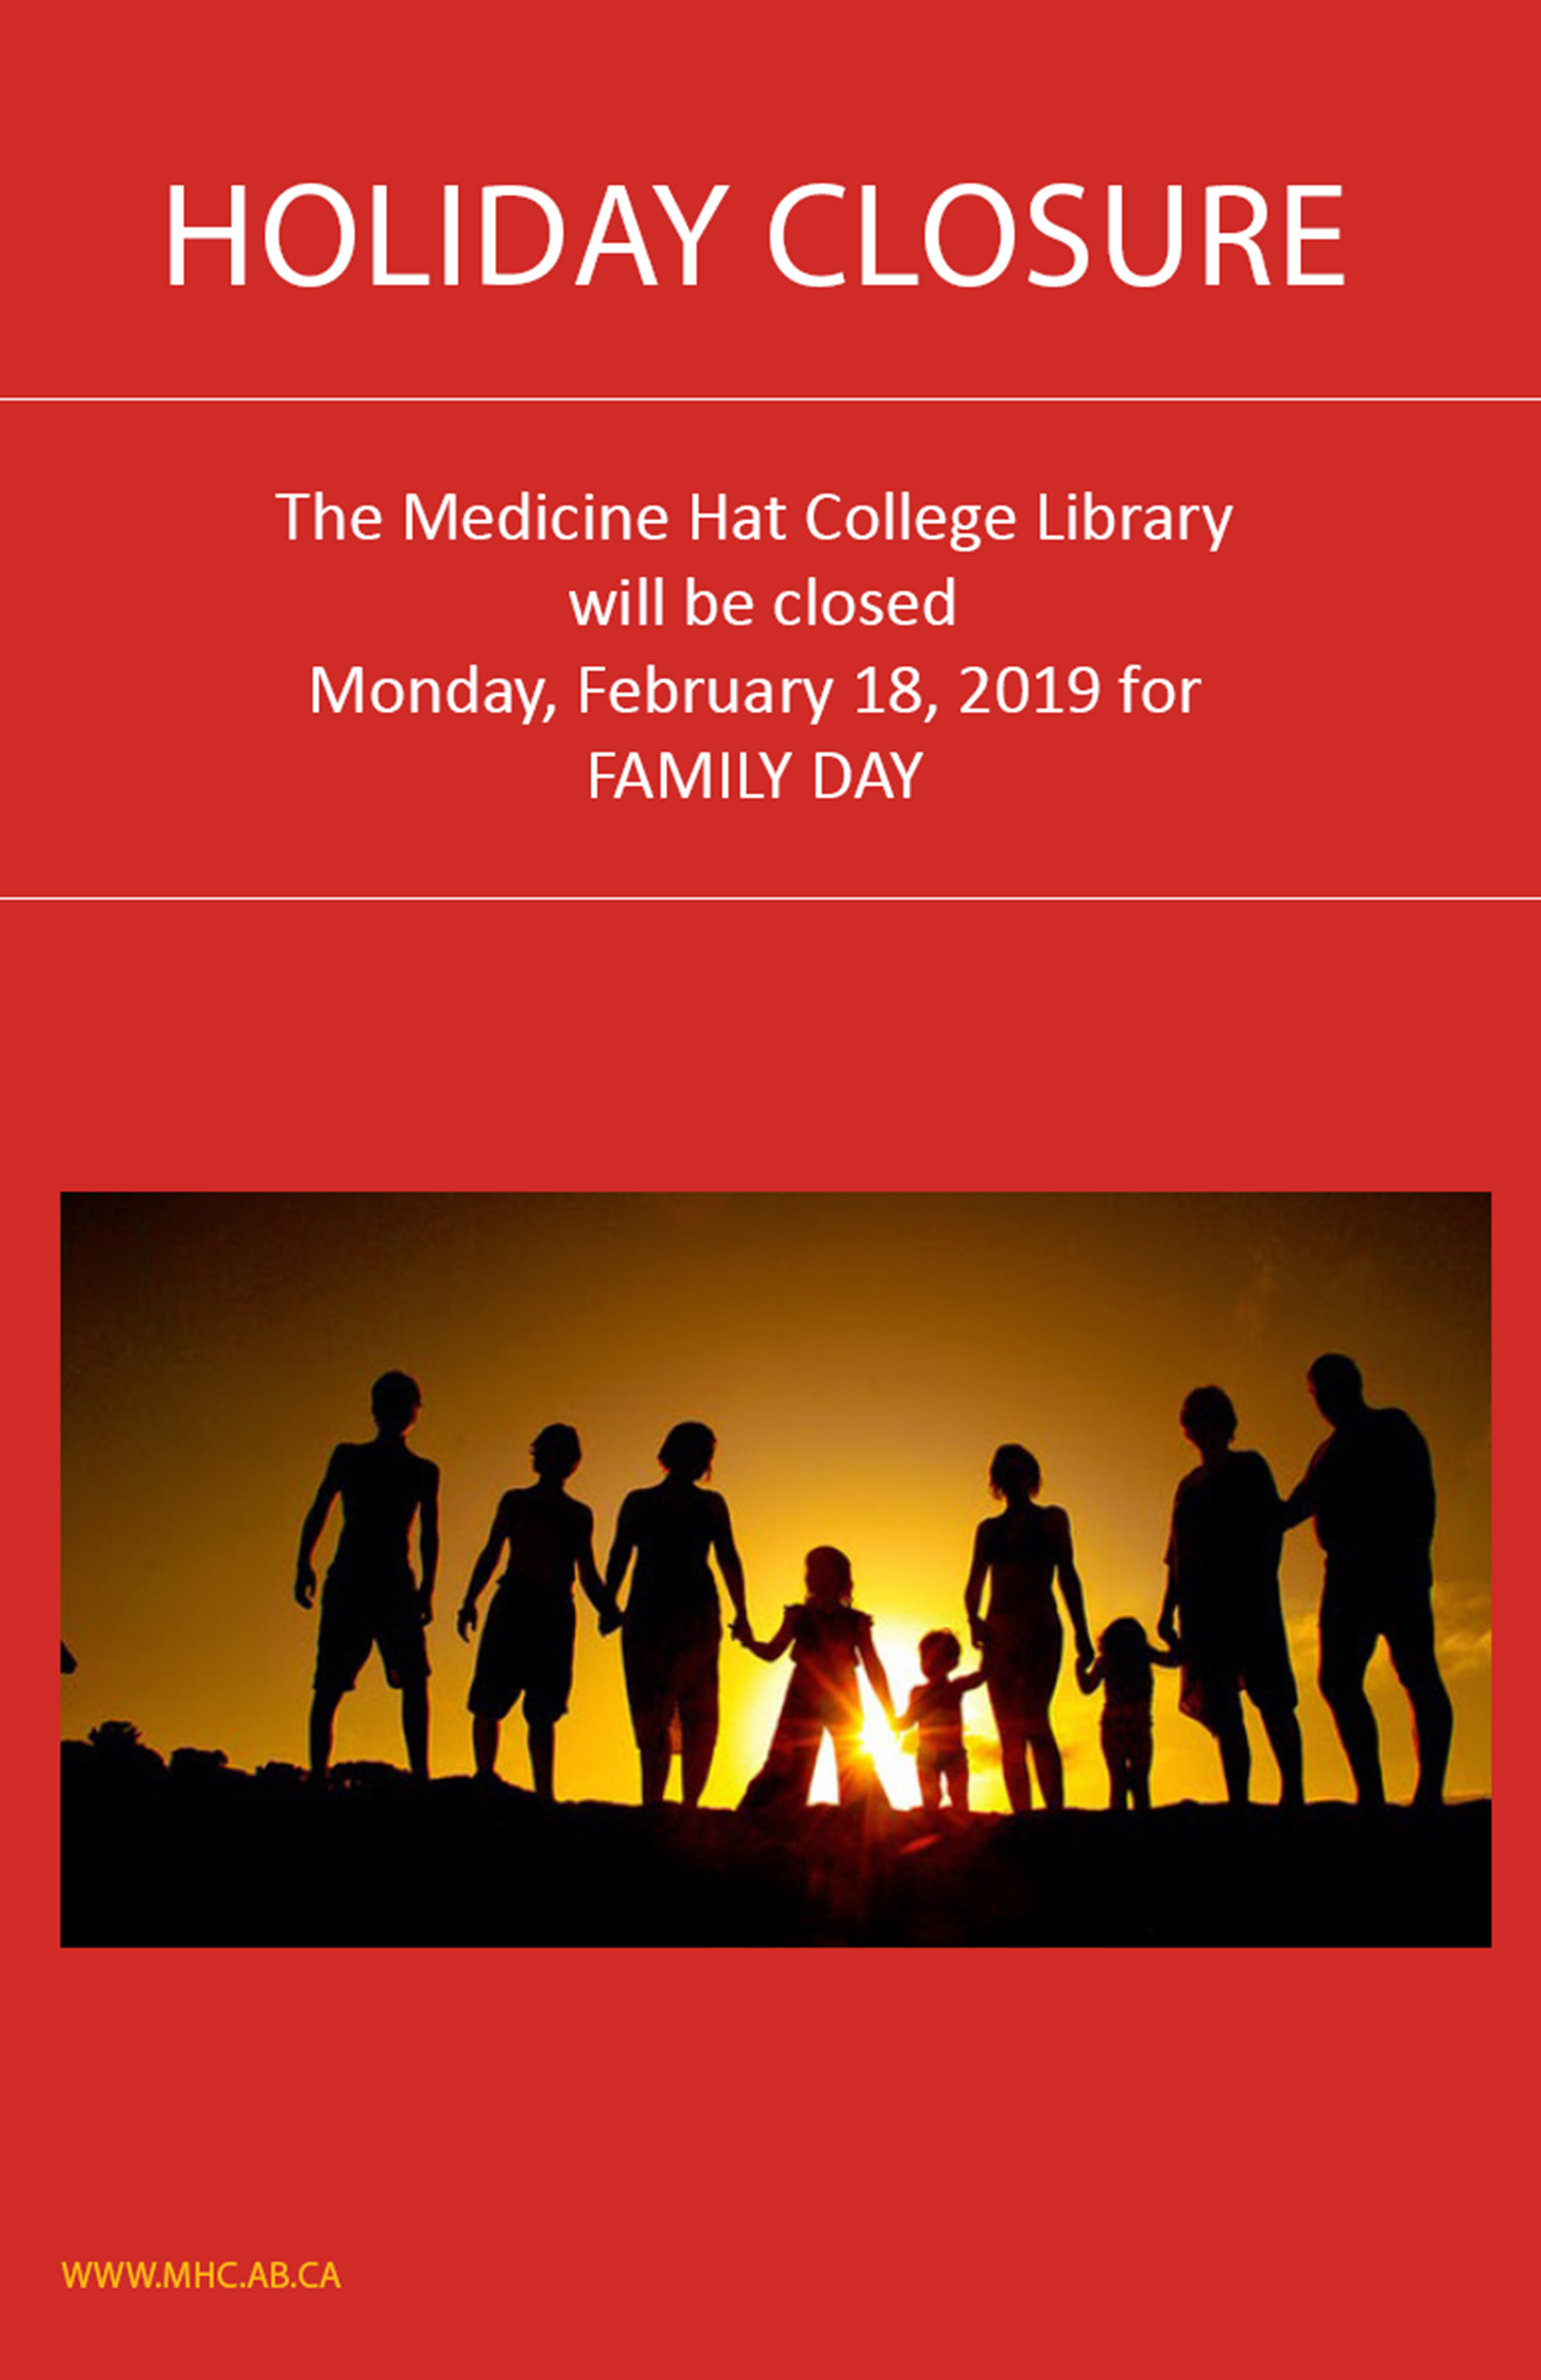 HOLIDAY CLOSURE
The Medicine Hat College Library
will be closed
Monday, February 18, 2019 for
FAMILY DAY
WWW.MHC.AB.CA